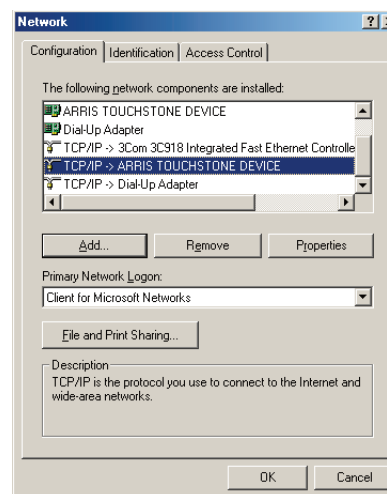 Network
Configuration Identification Access Control
The following network components are installed:
ARRIS TOUCHSTONE DEVICE
Dial-Up Adapter
TCP/IP -> 3Com 3C918 Integrated Fast Ethernet Controlle
TCP/IP -> ARRIS TOUCHSTONE DEVICE
TCP/IP -> Dial-Up Adapter
Add... Remove Properties
Primary Network Logon:
Client for Microsoft Networks
File and Print Sharing...
Description
TCP/IP is the protocol you use to connect to the Internet and
wide-area networks.
OK Cancel